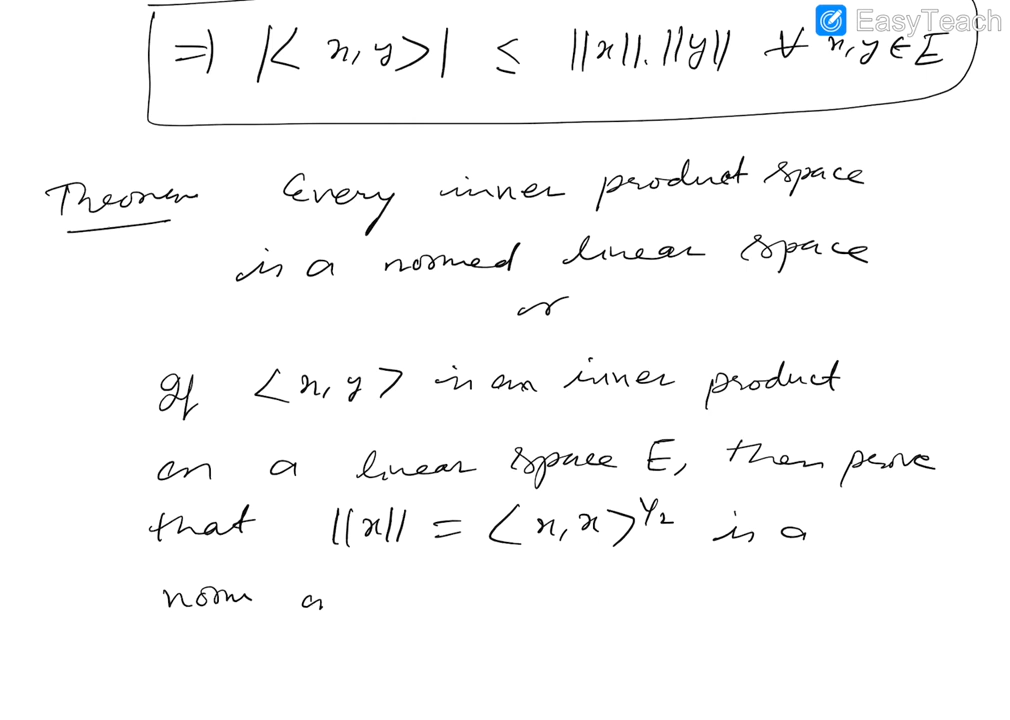 EasyTeach
⇒ |< x, y >| ≤ ||x||. ||y|| ∀ x, y ∈ E
Theorem Every inner product space
is a normed linear space
or
If < x, y > is an inner product
on a linear space E, then prove
that ||x|| = < x, x >^{1/2} is a
norm o